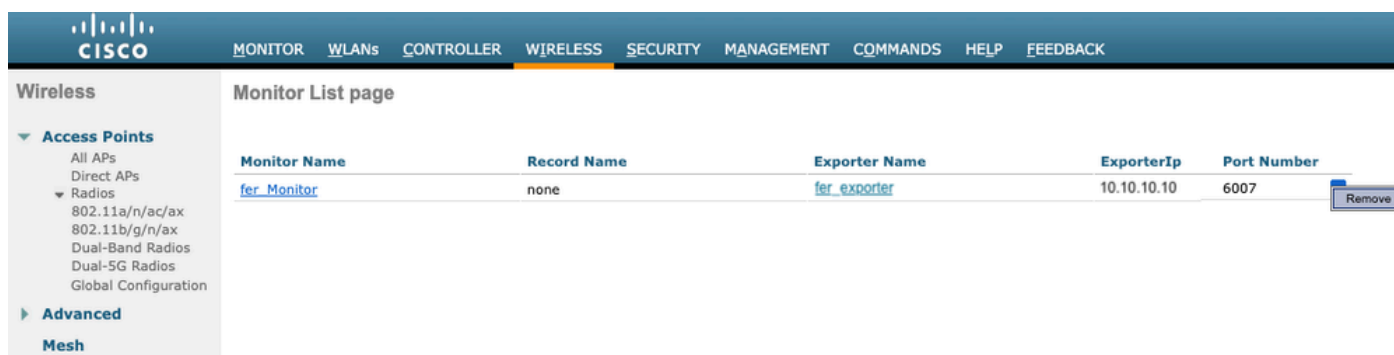 CISCO
MONITOR WLANs CONTROLLER WIRELESS SECURITY MANAGEMENT COMMANDS HELP FEEDBACK
Wireless
Access Points
All APs
Direct APs
Radios
802.11a/n/ac/ax
802.11b/g/n/ax
Dual-Band Radios
Dual-5G Radios
Global Configuration
Advanced
Mesh
Monitor List page
Monitor Name Record Name Exporter Name ExporterIp Port Number
fer_Monitor none fer_exporter 10.10.10.10 6007
Remove